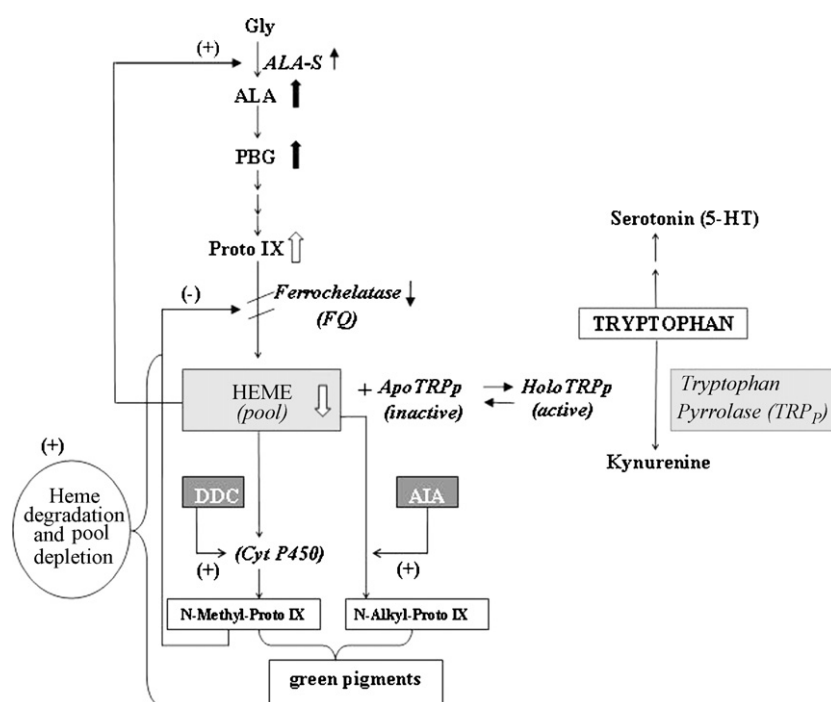 Gly
(+)
ALA-S
ALA
PBG
Proto IX
(-)
Ferrochelatase
(FQ)
HEME
(pool)
+ ApoTRPp
(inactive)
HoloTRPp
(active)
Serotonin (5-HT)
TRYPTOPHAN
Tryptophan
Pyrrolase (TRPP)
Kynurenine
(+)
Heme
degradation
and pool
depletion
DDC
AIA
(Cyt P450)
(+)
(+)
N-Methyl-Proto IX
N-Alkyl-Proto IX
green pigments